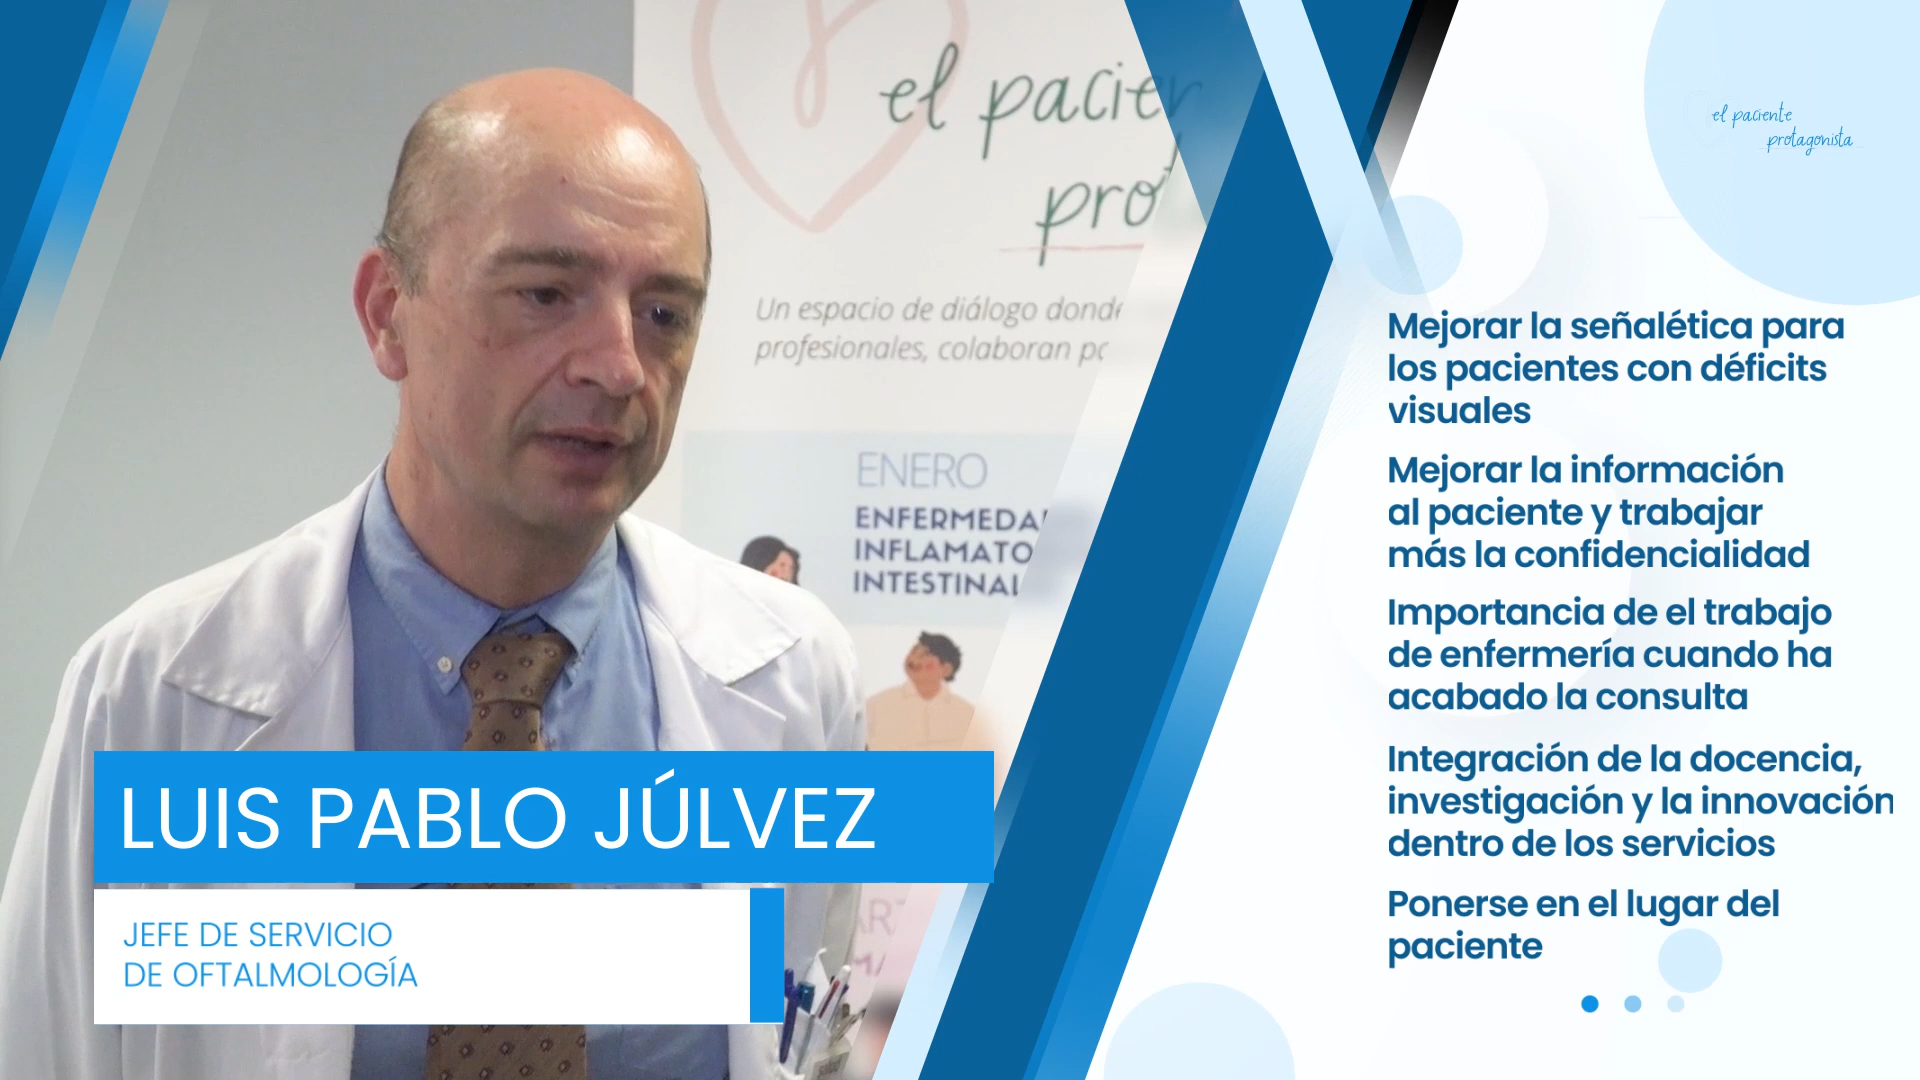 el pacien
pro
Un espacio de diálogo donde
profesionales, colaboran
ENERO
ENFERMEDA
INFLAMATO
INTESTINAL
LUIS PABLO JÚLVEZ
JEFE DE SERVICIO
DE OFTALMOLOGÍA
el paciente
protagonista
Mejorar la señalética para
los pacientes con déficits
visuales
Mejorar la información
al paciente y trabajar
más la confidencialidad
Importancia de el trabajo
de enfermería cuando ha
acabado la consulta
Integración de la docencia,
investigación y la innovación
dentro de los servicios
Ponerse en el lugar del
paciente